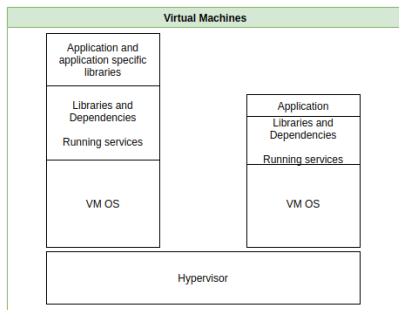 Virtual Machines
Application and
application specific
libraries
Libraries and
Dependencies
Running services
VM OS
Application
Libraries and
Dependencies
Running services
VM OS
Hypervisor